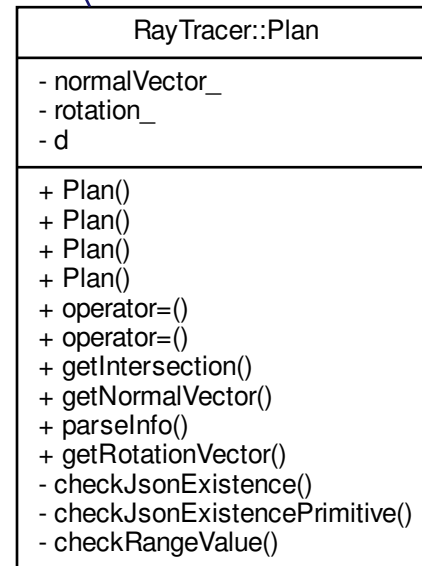 RayTracer::Plan
- normalVector_
- rotation_
- d
+ Plan()
+ Plan()
+ Plan()
+ Plan()
+ operator=()
+ operator=()
+ getIntersection()
+ getNormalVector()
+ parseInfo()
+ getRotationVector()
- checkJsonExistence()
- checkJsonExistencePrimitive()
- checkRangeValue()